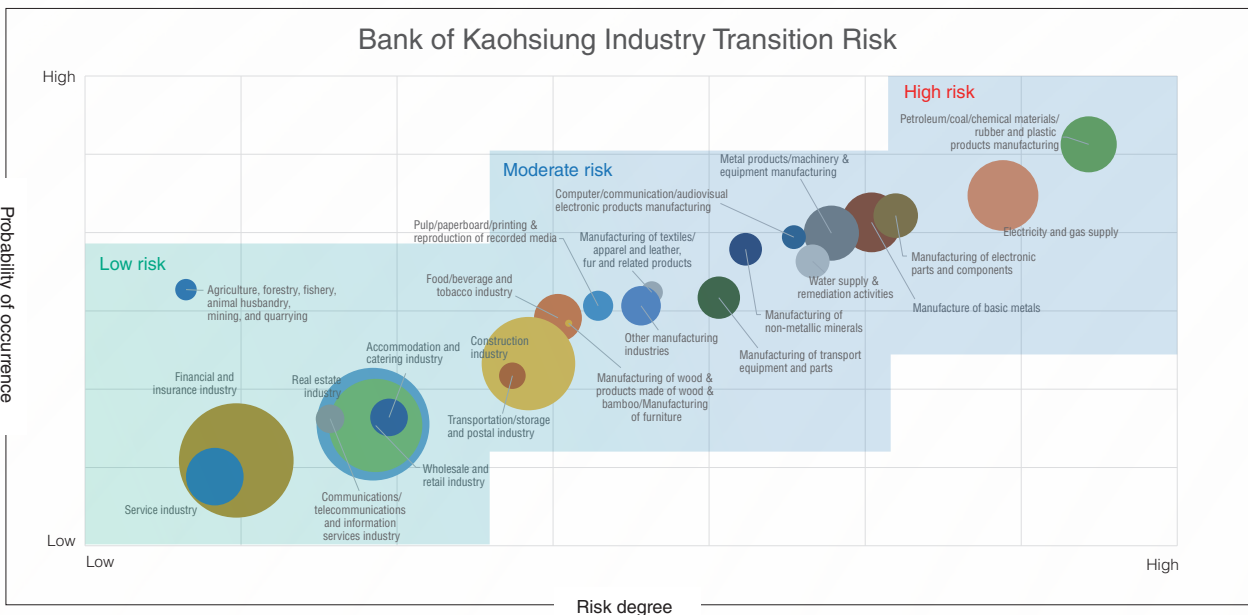 Bank of Kaohsiung Industry Transition Risk
High
High risk
Petroleum/coal/chemical materials/
rubber and plastic
products manufacturing
Moderate risk
Metal products/machinery &
equipment manufacturing
Computer/communication/audiovisual
electronic products manufacturing
Pulp/paperboard/printing &
reproduction of recorded media
Manufacturing of textiles/
apparel and leather,
fur and related products
Electricity and gas supply
Manufacturing of electronic
parts and components
Low risk
Agriculture, forestry, fishery,
animal husbandry,
mining, and quarrying
Food/beverage and
tobacco industry
Water supply &
remediation activities
Manufacture of basic metals
Manufacturing of
non-metallic minerals
Other manufacturing
industries
Manufacturing of transport
equipment and parts
Construction
industry
Accommodation and
catering industry
Financial and
insurance industry
Real estate
industry
Manufacturing of wood &
products made of wood &
bamboo/Manufacturing
of furniture
Transportation/storage
and postal industry
Wholesale and
retail industry
Service industry
Communications/
telecommunications
and information
services industry
Low
Low
High
Probability of occurrence
Risk degree